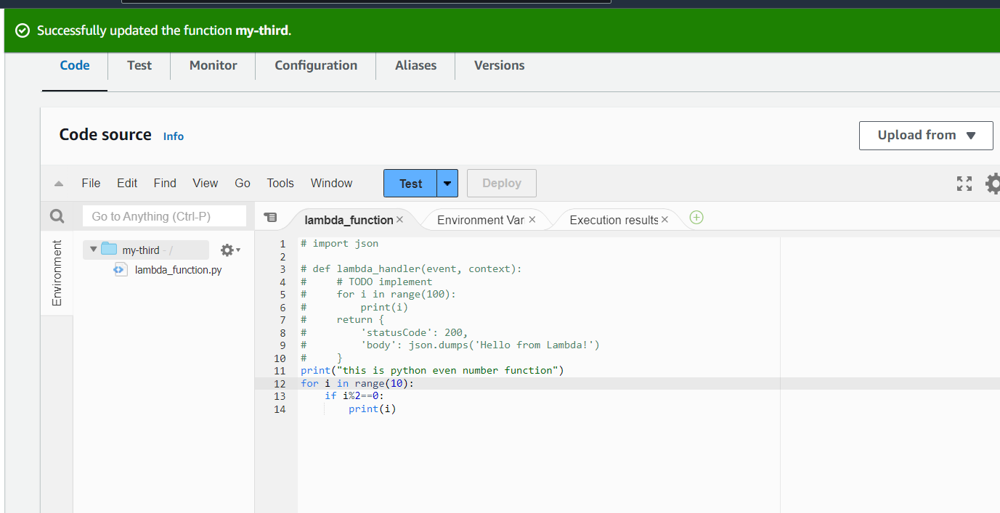 Successfully updated the function my-third.
Code Test Monitor Configuration Aliases Versions
Code source Info
Upload from
File Edit Find View Go Tools Window Test Deploy
Go to Anything (Ctrl-P)
lambda_function Environment Var Execution results
Environment
my-third - /
lambda_function.py
1 # import json
2
3 # def lambda_handler(event, context):
4 #     # TODO implement
5 #     for i in range(100):
6 #         print(i)
7 #     return {
8 #         'statusCode': 200,
9 #         'body': json.dumps('Hello from Lambda!')
10 #     }
11 print("this is python even number function")
12 for i in range(10):
13     if i%2==0:
14         print(i)